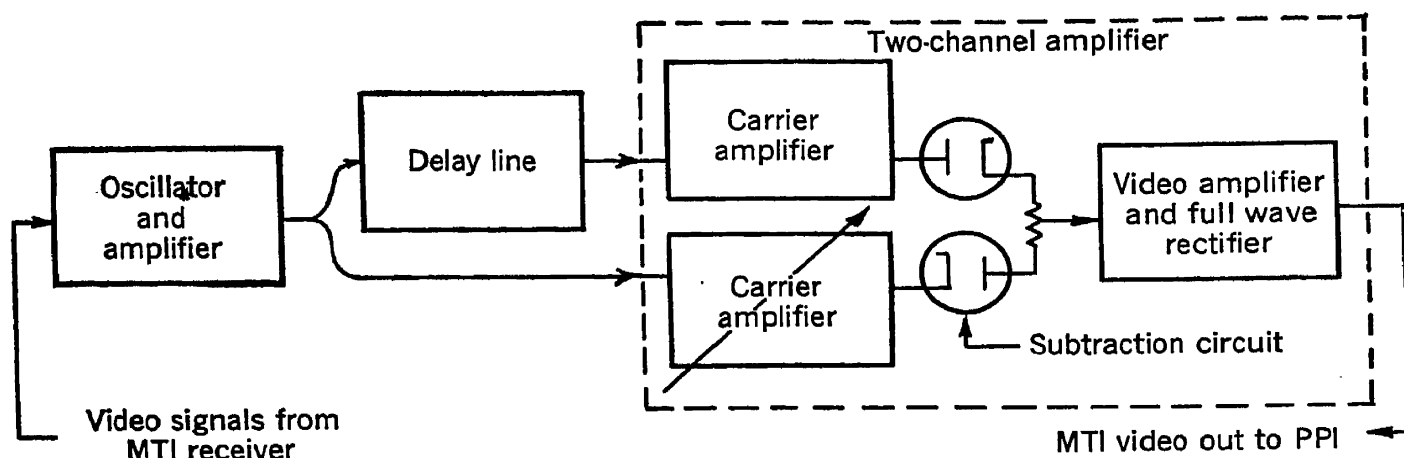 Two-channel amplifier
Oscillator
and
amplifier
Delay line
Carrier
amplifier
Carrier
amplifier
Video amplifier
and full wave
rectifier
Subtraction circuit
Video signals from
MTI receiver
MTI video out to PPI